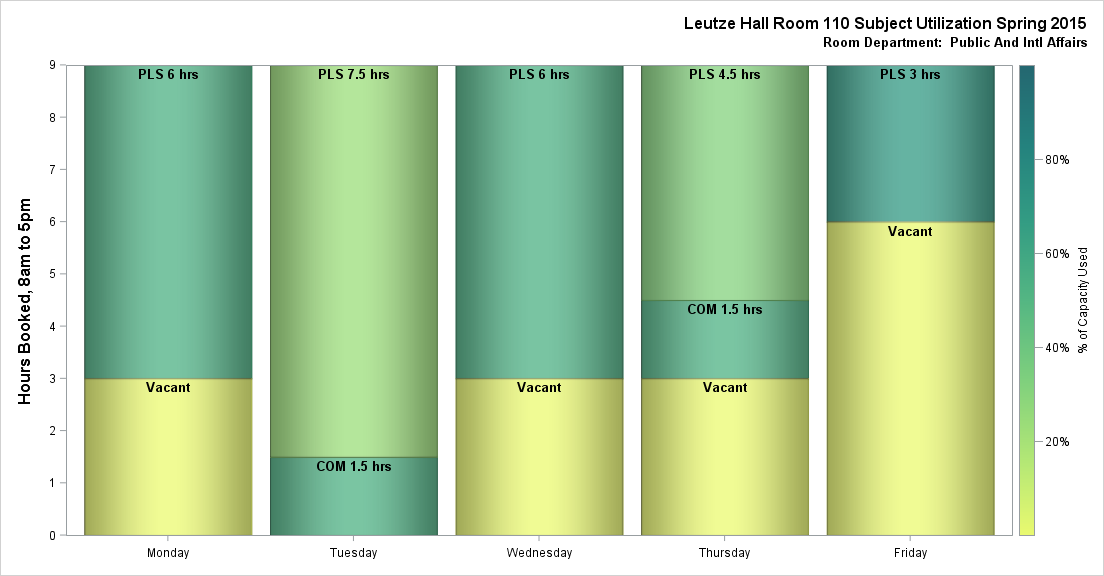 Leutze Hall Room 110 Subject Utilization Spring 2015
Room Department:  Public And Intl Affairs
Hours Booked, 8am to 5pm
9
8
7
6
5
4
3
2
1
0
PLS 6 hrs
Vacant
PLS 7.5 hrs
COM 1.5 hrs
PLS 6 hrs
Vacant
PLS 4.5 hrs
COM 1.5 hrs
Vacant
PLS 3 hrs
Vacant
Monday
Tuesday
Wednesday
Thursday
Friday
80%
60%
40%
20%
% of Capacity Used